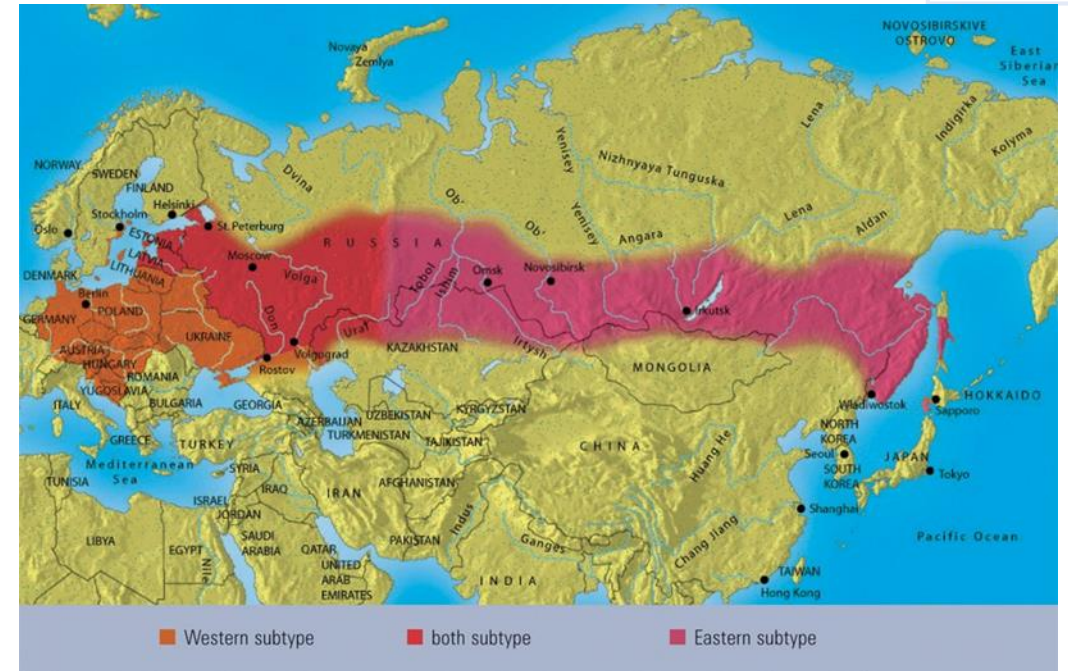 NOVOSIBIRSKIVE
OSTROVO
East
Siberian
Sea
Novaya
Zemlya
Lena
Indigirka
Kolyma
Yenisey
Nizhnyaya Tunguska
NORWAY
SWEDEN
FINLAND
Dvina
Ob'
Helsinki
Stockholm
Oslo
St. Peterburg
Ob'
Yenisey
Lena
Aldan
Angara
ESTONIA
LATVIA
LITHUANIA
RUSSIA
Moscow
Volga
Tobol
Ishim
Omsk
Novosibirsk
DENMARK
Berlin
GERMANY
POLAND
Don
Irkutsk
UKRAINE
Ural
Volgograd
Rostov
KAZAKHSTAN
Irtysh
MONGOLIA
AUSTRIA
HUNGARY
ROMANIA
YUGOSLAVIA
ITALY
BULGARIA
GEORGIA
AZERBAIJAN
UZBEKISTAN
KYRGYZSTAN
TURKMENISTAN
TAJIKISTAN
Wladiwostok
HOKKAIDO
Sapporo
NORTH
KOREA
Seoul
SOUTH
KOREA
JAPAN
Tokyo
CHINA
Huang He
GREECE
TURKEY
Mediterranean
Sea
TUNISIA
SYRIA
IRAQ
IRAN
AFGHANISTAN
ISRAEL
JORDAN
Indus
Shanghai
Chang Jiang
Pacific Ocean
LIBYA
EGYPT
Nile
SAUDI
ARABIA
QATAR
UNITED
ARAB
EMIRATES
PAKISTAN
Ganges
INDIA
TAIWAN
Hong Kong
Western subtype
both subtype
Eastern subtype